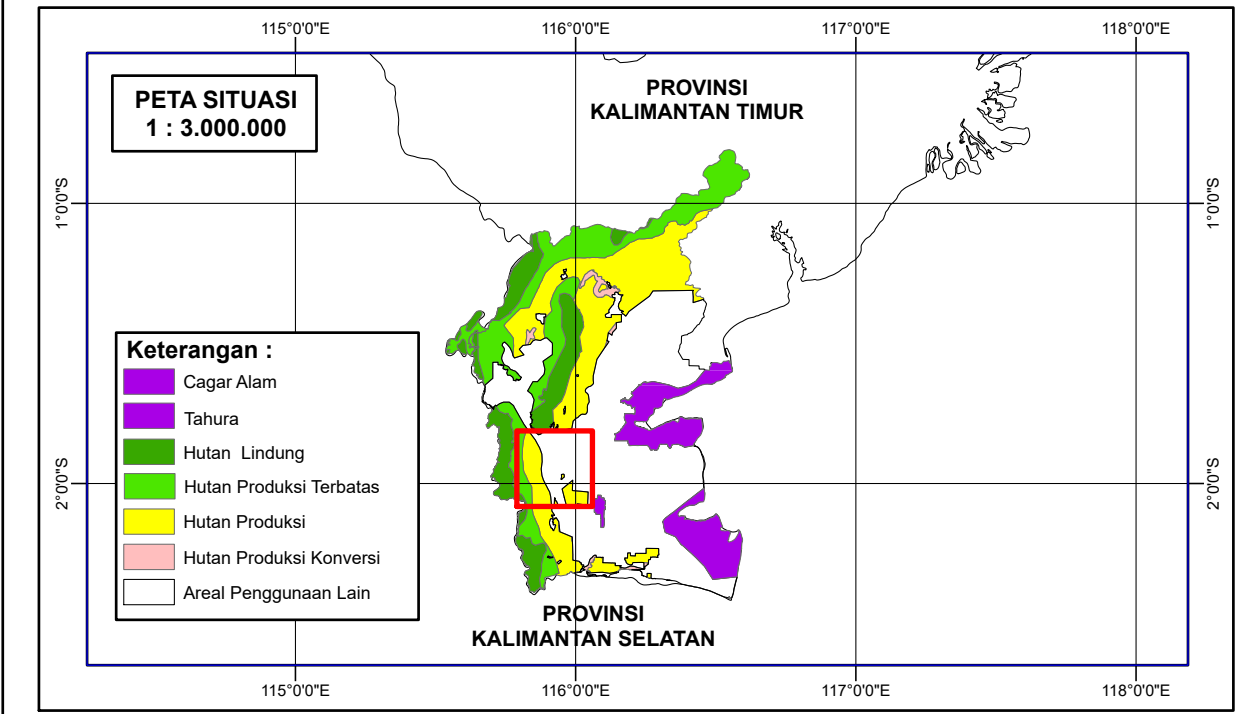 115°0'0"E
116°0'0"E
117°0'0"E
118°0'0"E
PETA SITUASI
1 : 3.000.000
PROVINSI
KALIMANTAN TIMUR
1°0'0"S
1°0'0"S
Keterangan :
Cagar Alam
Tahura
Hutan Lindung
Hutan Produksi Terbatas
Hutan Produksi
Hutan Produksi Konversi
Areal Penggunaan Lain
2°0'0"S
2°0'0"S
PROVINSI
KALIMANTAN SELATAN
115°0'0"E
116°0'0"E
117°0'0"E
118°0'0"E